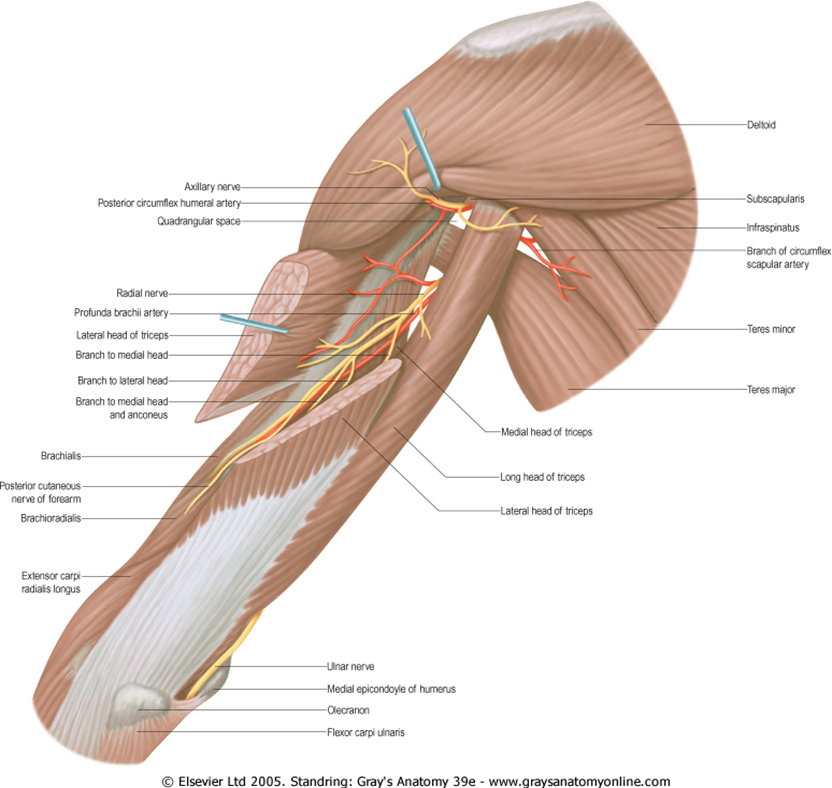 Deltoid
Axillary nerve
Posterior circumflex humeral artery
Subscapularis
Quadrangular space
Infraspinatus
Branch of circumflex
scapular artery
Radial nerve
Profunda brachii artery
Teres minor
Lateral head of triceps
Branch to medial head
Branch to lateral head
Teres major
Branch to medial head
and anconeus
Medial head of triceps
Brachialis
Long head of triceps
Posterior cutaneous
nerve of forearm
Lateral head of triceps
Brachioradialis
Extensor carpi
radialis longus
Ulnar nerve
Medial epicondoyle of humerus
Olecranon
Flexor carpi ulnaris
© Elsevier Ltd 2005. Standring: Gray's Anatomy 39e - www.graysanatomyonline.com